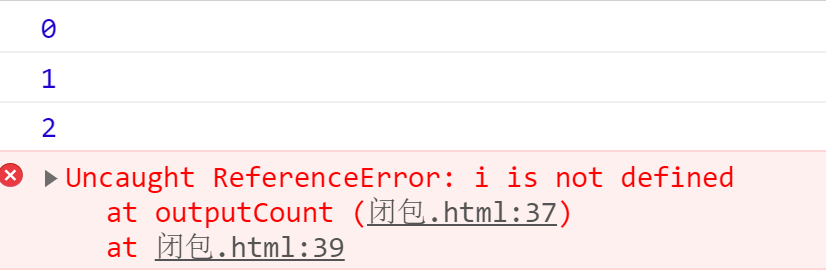 0
1
2
Uncaught ReferenceError: i is not defined
at outputCount (闭包.html:37)
at 闭包.html:39